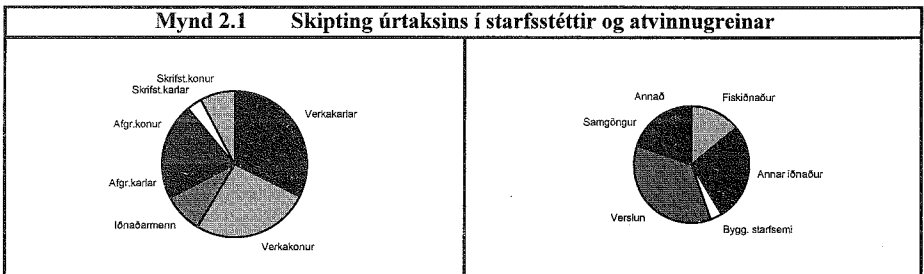 Mynd 2.1 Skipting úrtaksins í starfsstéttir og atvinnugreinar
Skrifst.konur
Skrifst.karlar
Verkakarlar
Afgr.konur
Afgr.karlar
Iðnaðarmenn
Verkakonur
Annað
Fiskiðnaður
Samgöngur
Annar iðnaður
Verslun
Bygg. starfsemi